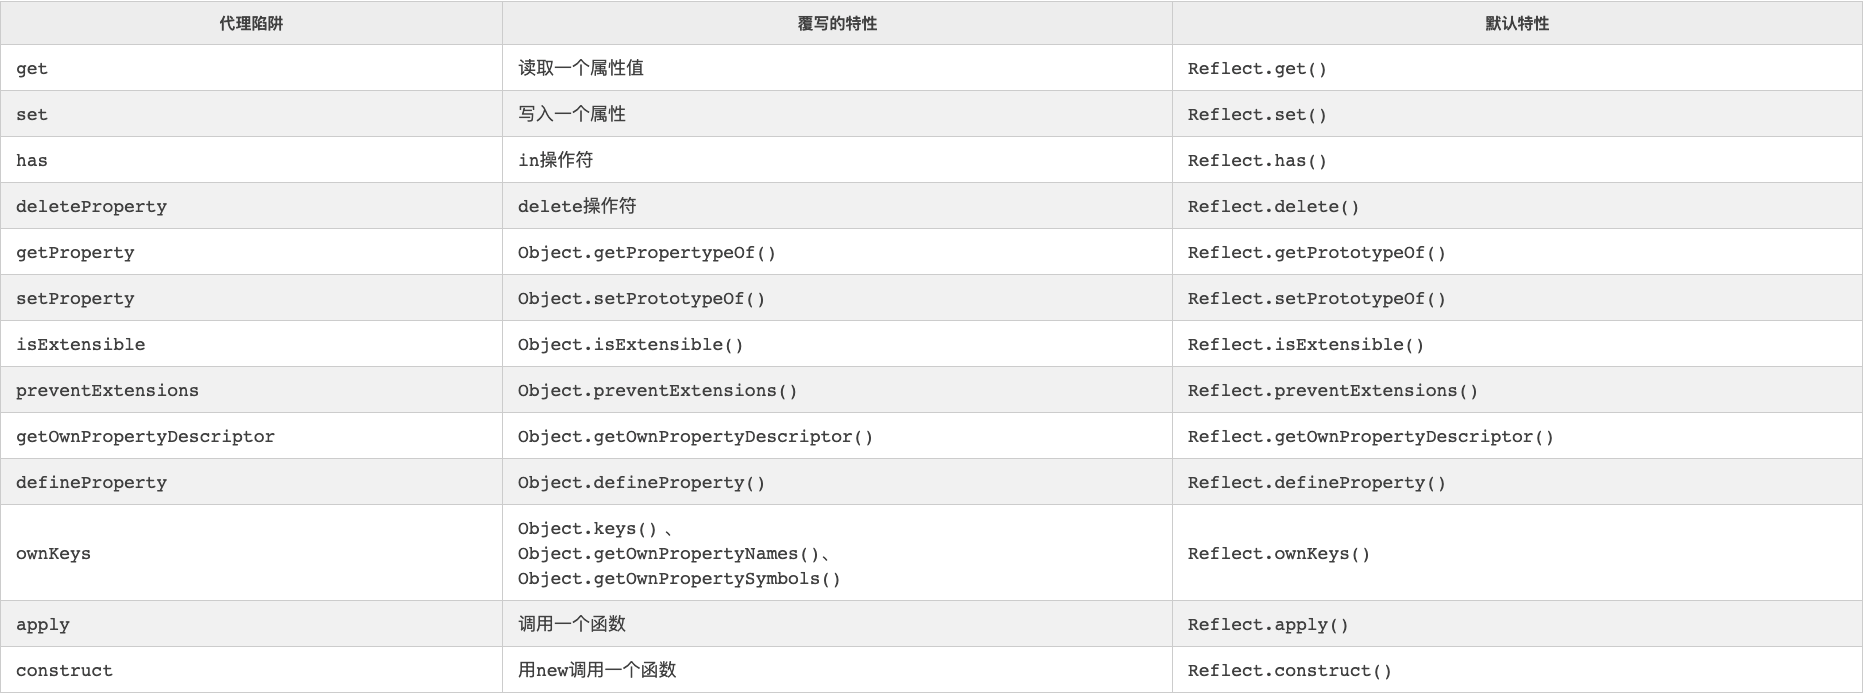 代理陷阱 覆写的特性 默认特性
get 读取一个属性值 Reflect.get()
set 写入一个属性 Reflect.set()
has in操作符 Reflect.has()
deleteProperty delete操作符 Reflect.delete()
getProperty Object.getPropertypeOf() Reflect.getPrototypeOf()
setProperty Object.setPrototypeOf() Reflect.setPrototypeOf()
isExtensible Object.isExtensible() Reflect.isExtensible()
preventExtensions Object.preventExtensions() Reflect.preventExtensions()
getOwnPropertyDescriptor Object.getOwnPropertyDescriptor() Reflect.getOwnPropertyDescriptor()
defineProperty Object.defineProperty() Reflect.defineProperty()
Object.keys() 、
ownKeys Object.getOwnPropertyNames()、 Reflect.ownKeys()
Object.getOwnPropertySymbols()
apply 调用一个函数 Reflect.apply()
construct 用new调用一个函数 Reflect.construct()